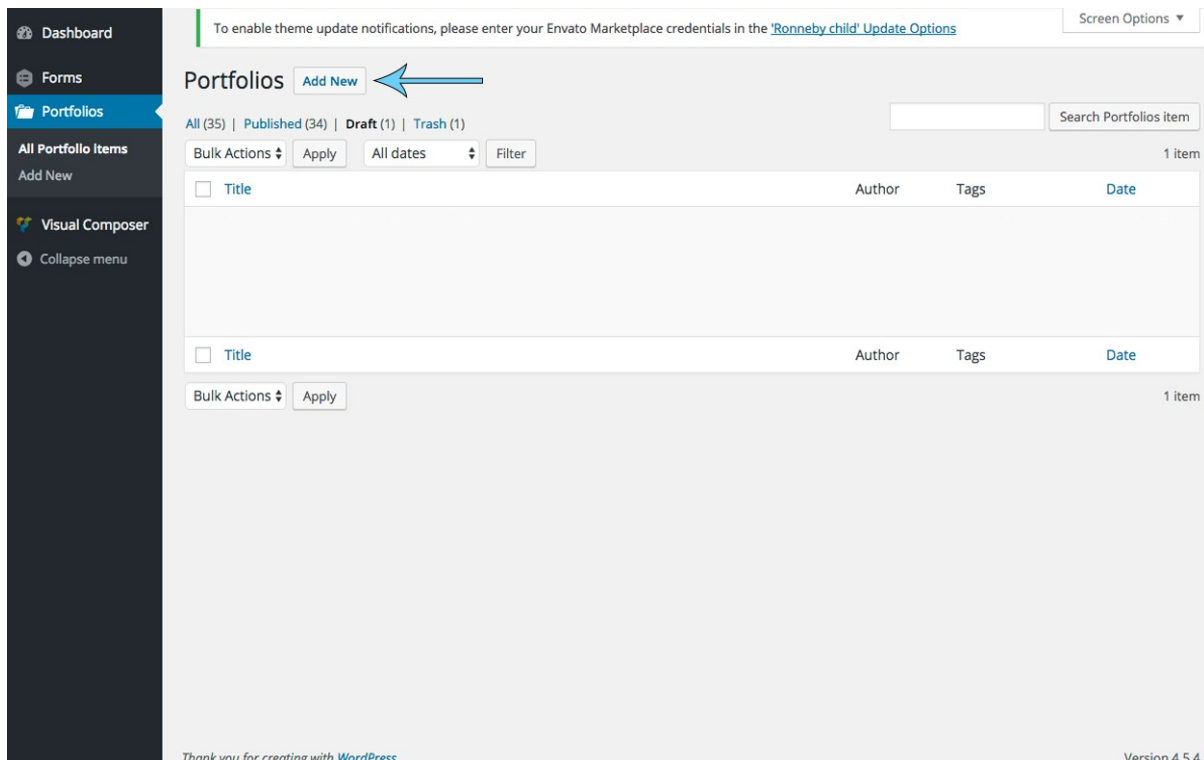 Dashboard
Forms
Portfolios
All Portfolio Items
Add New
Visual Composer
Collapse menu
Screen Options ▼
To enable theme update notifications, please enter your Envato Marketplace credentials in the 'Ronneby child' Update Options
Portfolios Add New
All (35) | Published (34) | Draft (1) | Trash (1)
Search Portfolios item
Bulk Actions Apply All dates Filter 1 item
Title Author Tags Date
Title Author Tags Date
Bulk Actions Apply 1 item
Thank you for creating with WordPress Version 4.5.4